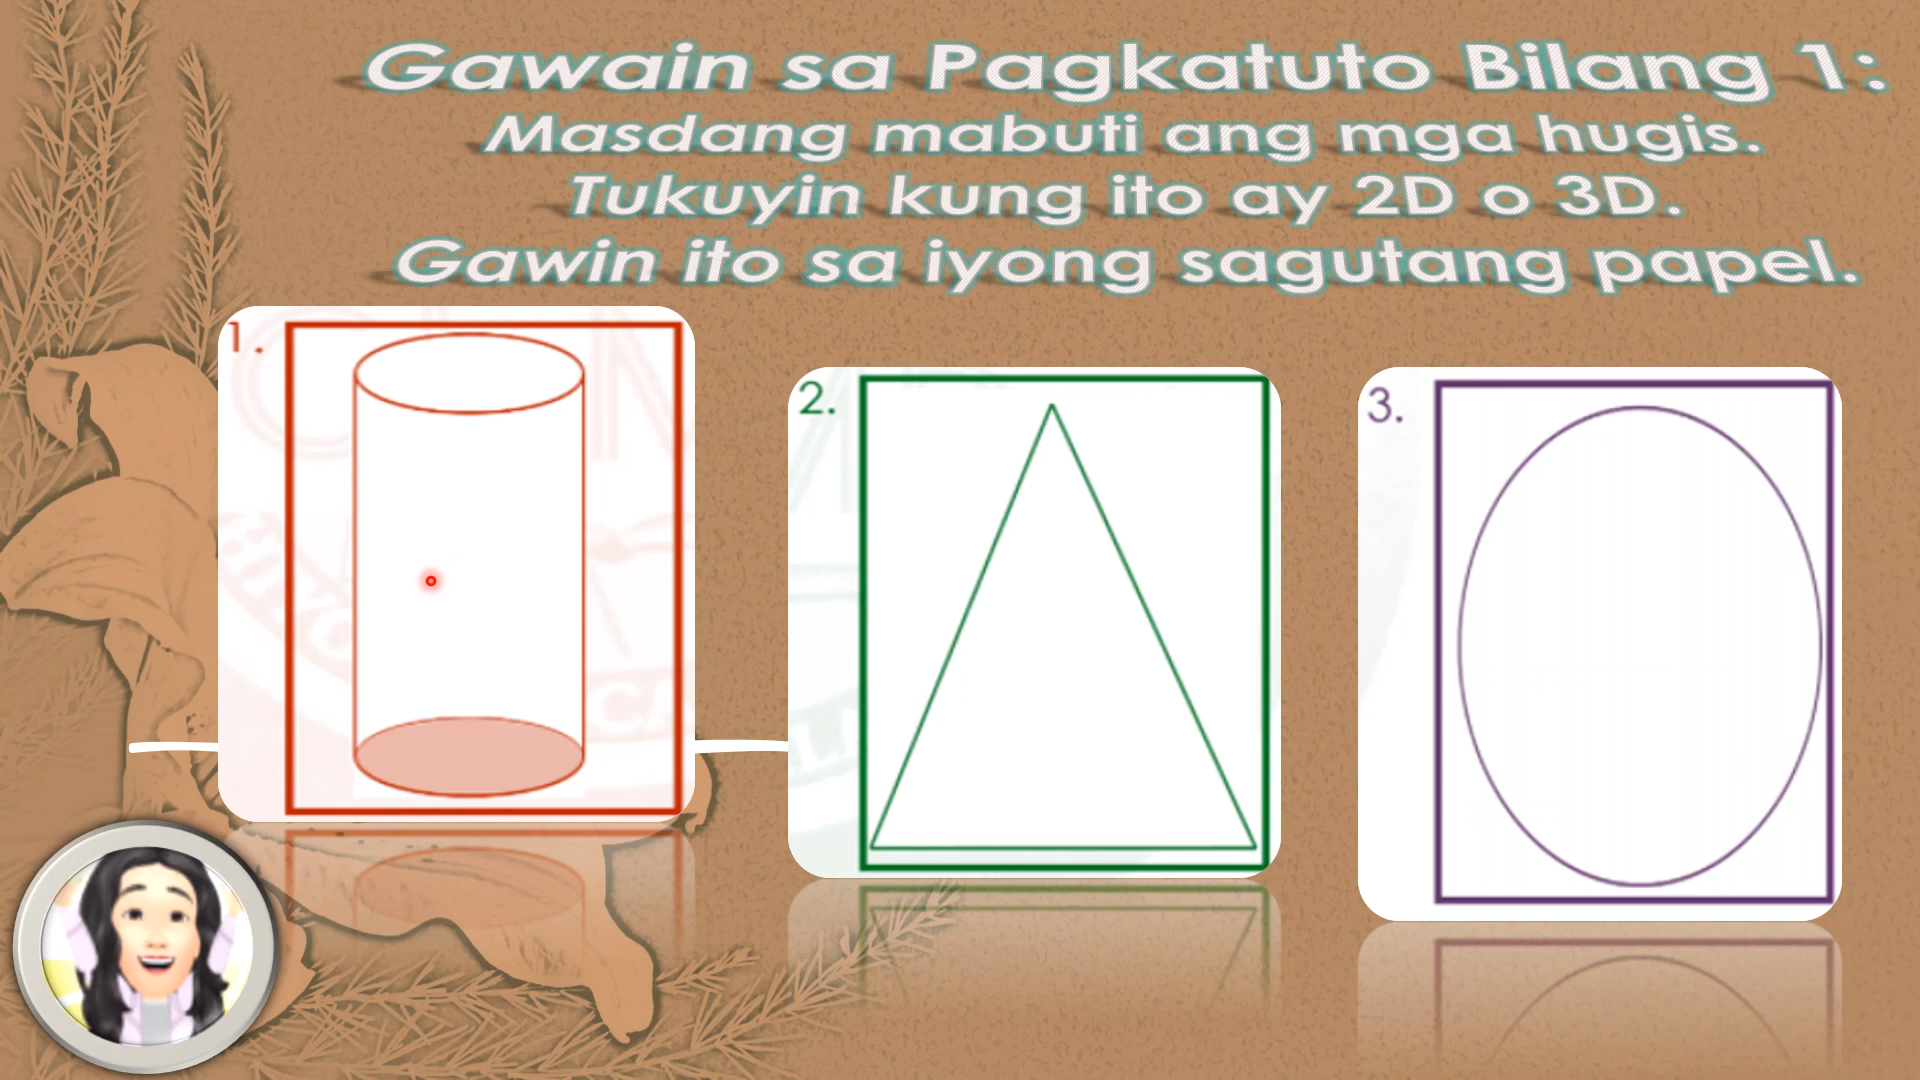 Gawain sa Pagkatuto Bilang 1:
Masdang mabuti ang mga hugis.
Tukuyin kung ito ay 2D o 3D.
Gawin ito sa iyong sagutang papel.
1.
2.
3.